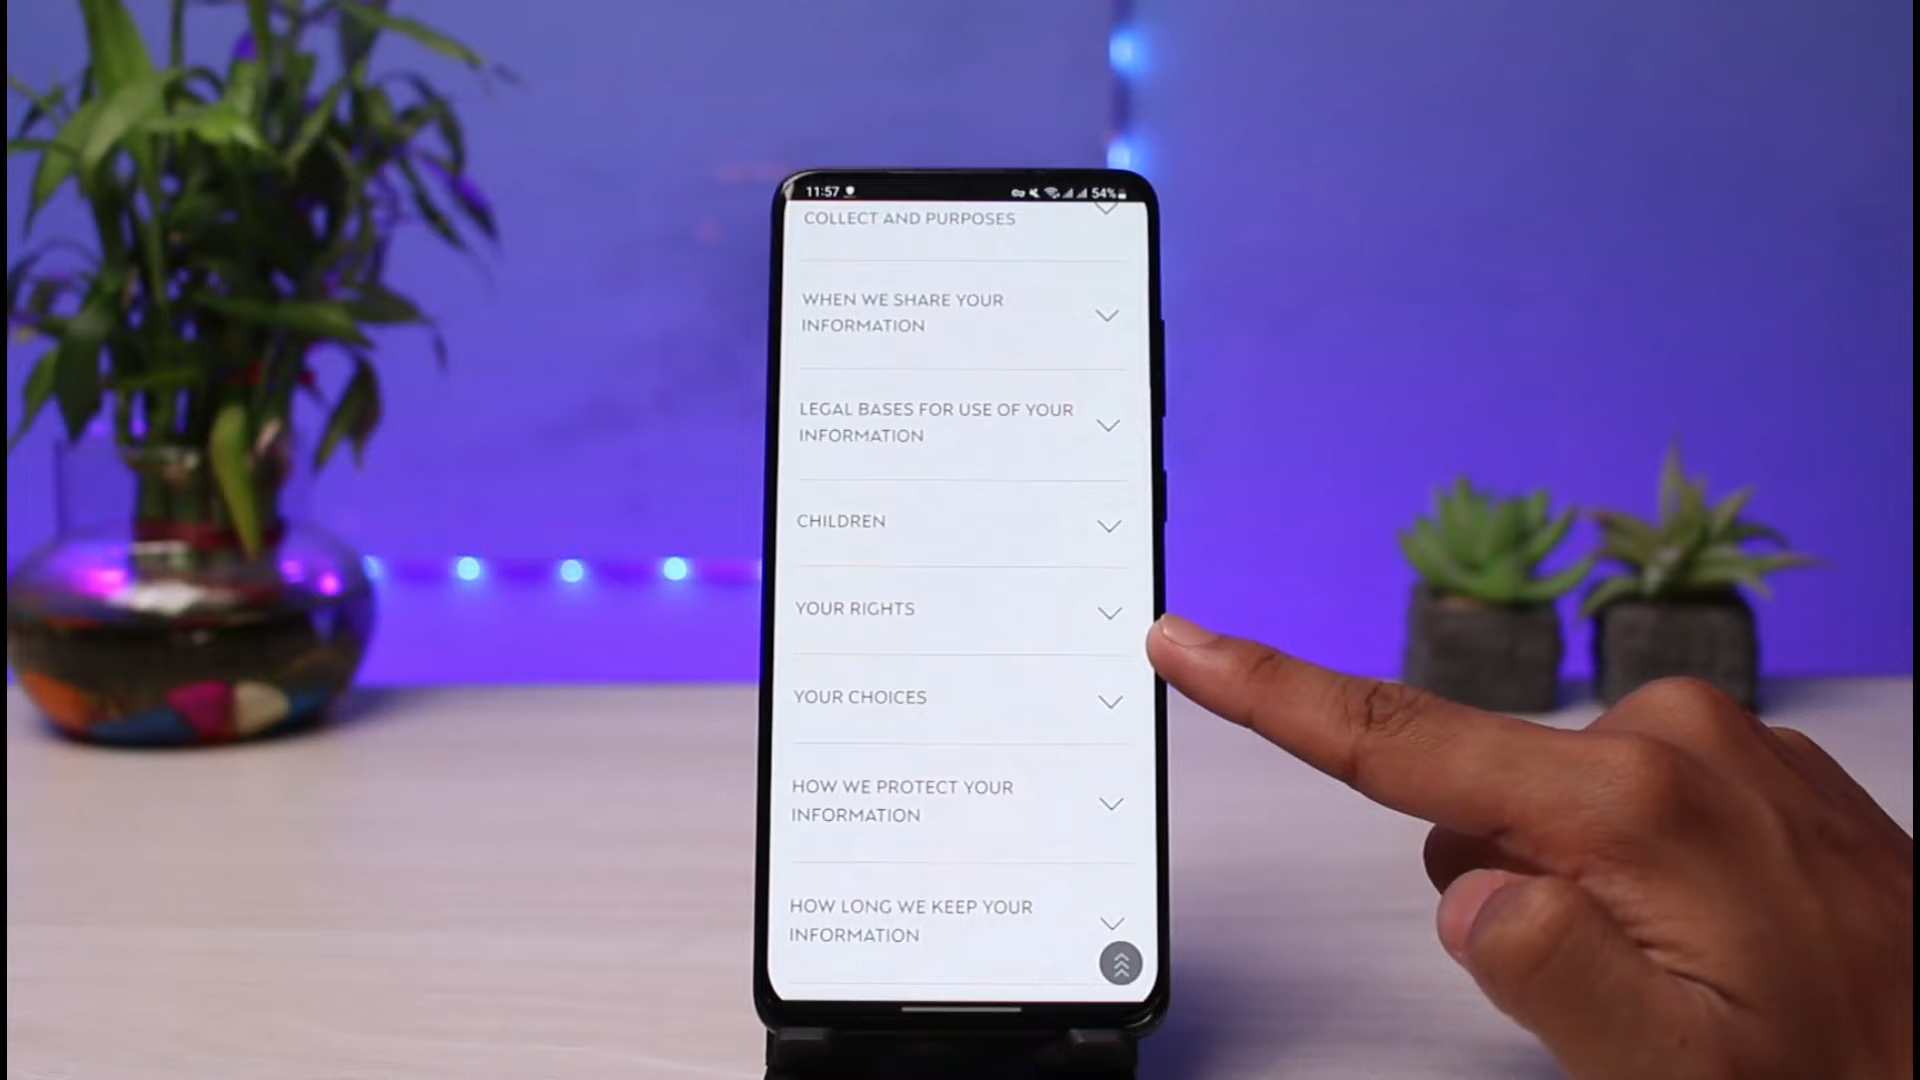 11:57 54%
COLLECT AND PURPOSES
WHEN WE SHARE YOUR
INFORMATION
LEGAL BASES FOR USE OF YOUR
INFORMATION
CHILDREN
YOUR RIGHTS
YOUR CHOICES
HOW WE PROTECT YOUR
INFORMATION
HOW LONG WE KEEP YOUR
INFORMATION